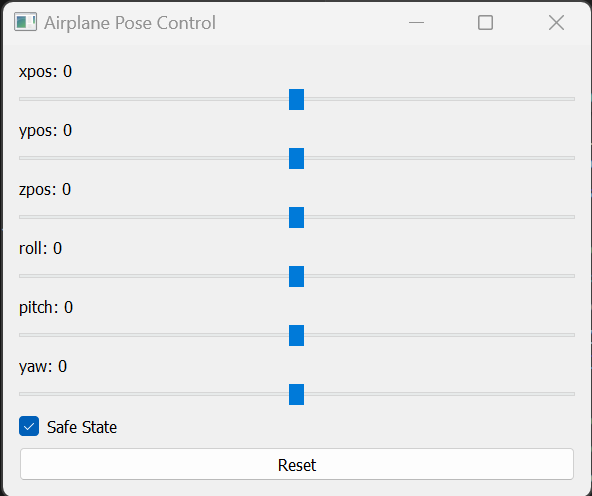 Airplane Pose Control
xpos: 0
ypos: 0
zpos: 0
roll: 0
pitch: 0
yaw: 0
Safe State
Reset